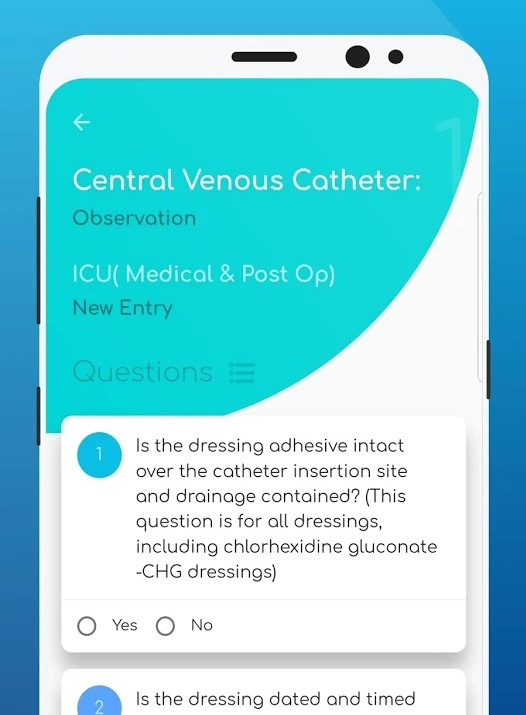 1
Central Venous Catheter:
Observation
ICU( Medical & Post Op)
New Entry
Questions
1
Is the dressing adhesive intact
over the catheter insertion site
and drainage contained? (This
question is for all dressings,
including chlorhexidine gluconate
-CHG dressings)
Yes No
2
Is the dressing dated and timed